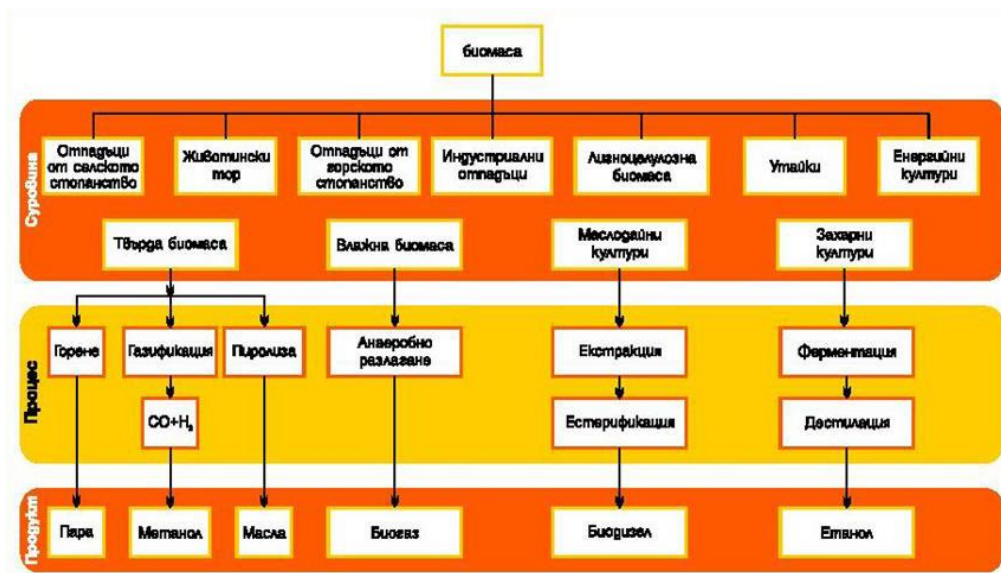 биомаса
Суровина
Отпадъци
от селското
стопанство
Животински
тор
Отпадъци от
горското
стопанство
Индустриални
отпадъци
Лигноцелулозна
биомаса
Утайки
Енергийни
култури
Твърда биомаса
Влажна биомаса
Маслодайни
култури
Захарни
култури
Процес
Горене
Газификация
Пиролиза
Анаеробно
разлагане
Екстракция
Ферментация
CO+H₂
Естерификация
Дестилация
Продукт
Пара
Метанол
Масла
Биогаз
Биодизел
Етанол